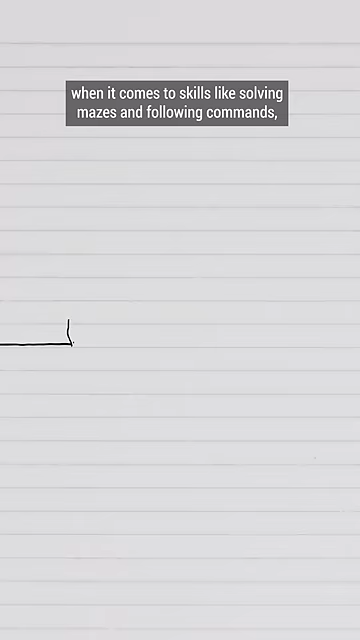 when it comes to skills like solving
mazes and following commands,